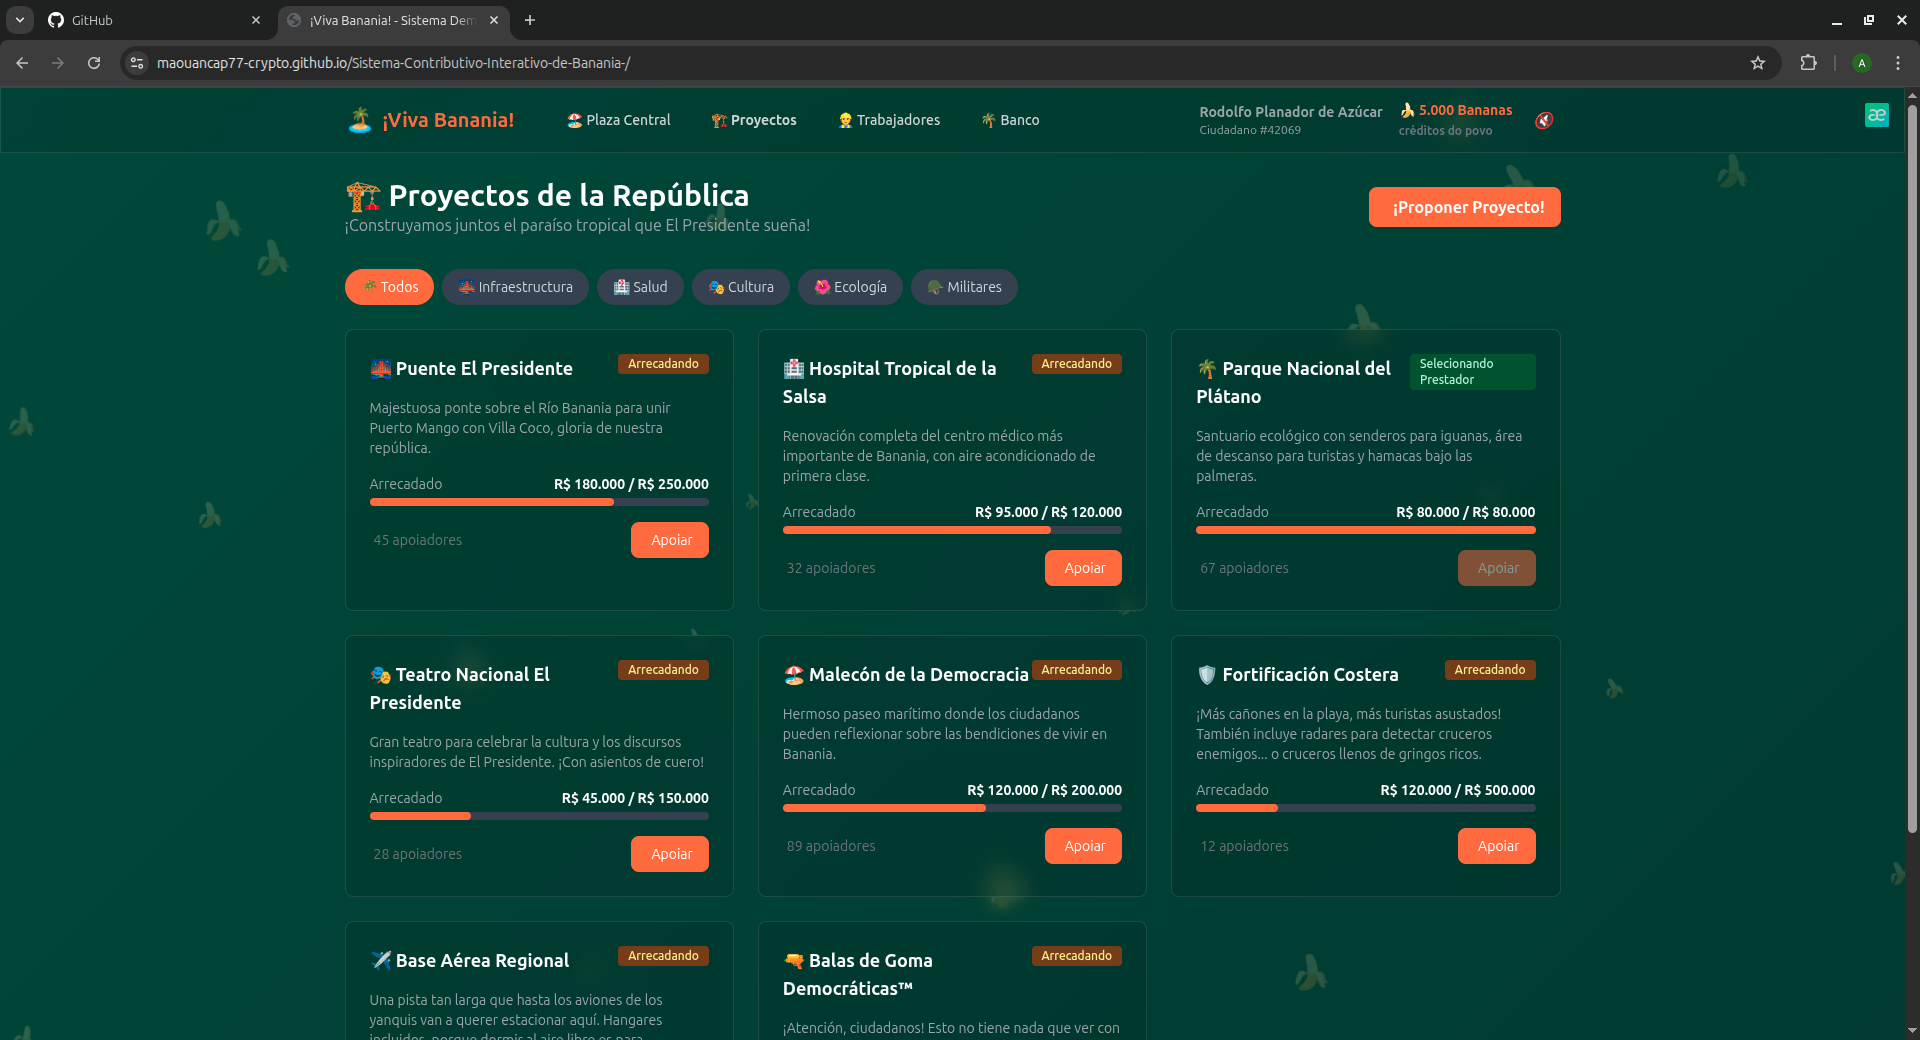 GitHub
¡Viva Banania! - Sistema Dem
maouancap77-crypto.github.io/Sistema-Contributivo-Interativo-de-Banania-/
A
¡Viva Banania!
Plaza Central
Proyectos
Trabajadores
Banco
Rodolfo Planador de Azúcar
Ciudadano #42069
5.000 Bananas
créditos do povo
æ
Proyectos de la República
¡Construyamos juntos el paraíso tropical que El Presidente sueña!
¡Proponer Proyecto!
Todos
Infraestructura
Salud
Cultura
Ecología
Militares
Puente El Presidente
Arrecadando
Majestuosa ponte sobre el Río Banania para unir
Puerto Mango con Villa Coco, gloria de nuestra
república.
Arrecadado
R$ 180.000 / R$ 250.000
45 apoiadores
Apoiar
Hospital Tropical de la
Salsa
Arrecadando
Renovación completa del centro médico más
importante de Banania, con aire acondicionado de
primera clase.
Arrecadado
R$ 95.000 / R$ 120.000
32 apoiadores
Apoiar
Parque Nacional del
Plátano
Selecionando
Prestador
Santuario ecológico con senderos para iguanas, área
de descanso para turistas y hamacas bajo las
palmeras.
Arrecadado
R$ 80.000 / R$ 80.000
67 apoiadores
Apoiar
Teatro Nacional El
Presidente
Arrecadando
Gran teatro para celebrar la cultura y los discursos
inspiradores de El Presidente. ¡Con asientos de cuero!
Arrecadado
R$ 45.000 / R$ 150.000
28 apoiadores
Apoiar
Malecón de la Democracia
Arrecadando
Hermoso paseo marítimo donde los ciudadanos
pueden reflexionar sobre las bendiciones de vivir en
Banania.
Arrecadado
R$ 120.000 / R$ 200.000
89 apoiadores
Apoiar
Fortificación Costera
Arrecadando
¡Más cañones en la playa, más turistas asustados!
También incluye radares para detectar cruceros
enemigos... o cruceros llenos de gringos ricos.
Arrecadado
R$ 120.000 / R$ 500.000
12 apoiadores
Apoiar
Base Aérea Regional
Arrecadando
Una pista tan larga que hasta los aviones de los
yanquis van a querer estacionar aquí. Hangares
incluidos, porque dormir al aire libre es para
Balas de Goma
Democráticas™
Arrecadando
¡Atención, ciudadanos! Esto no tiene nada que ver con